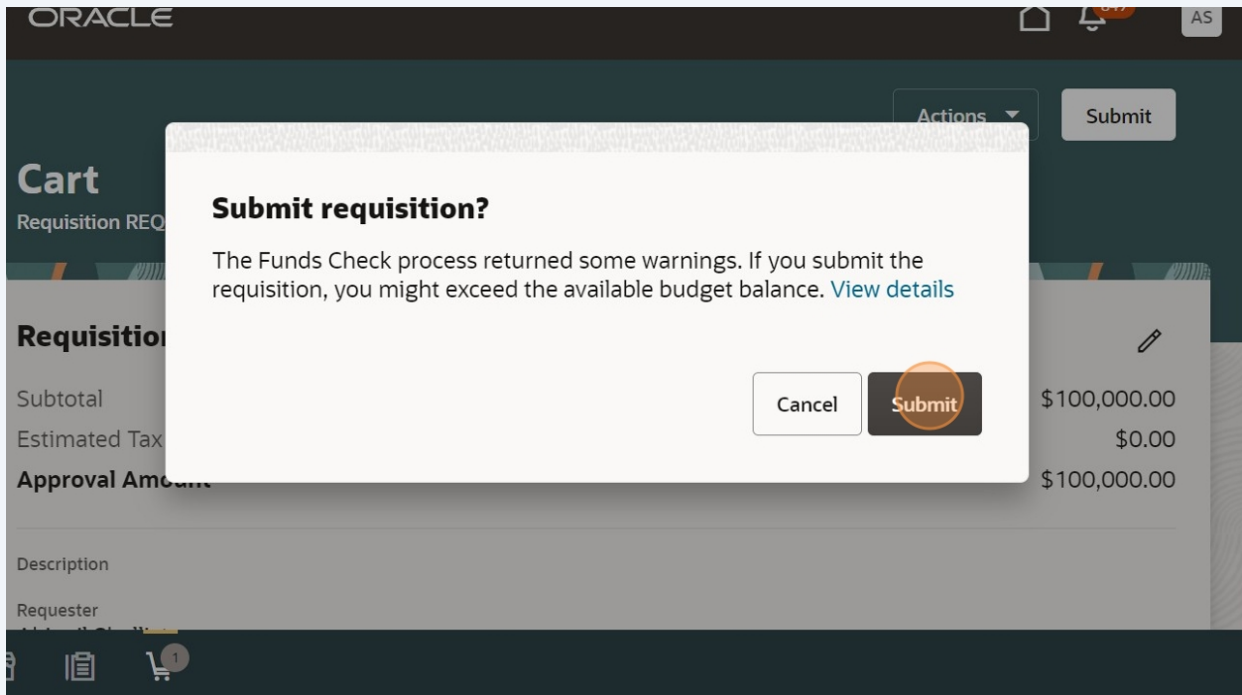 ORACLE
AS
Actions
Submit
Cart
Requisition REQ
Submit requisition?
The Funds Check process returned some warnings. If you submit the
requisition, you might exceed the available budget balance. View details
Cancel
Submit
Requisition
Subtotal
$100,000.00
Estimated Tax
$0.00
Approval Amount
$100,000.00
Description
Requester
1